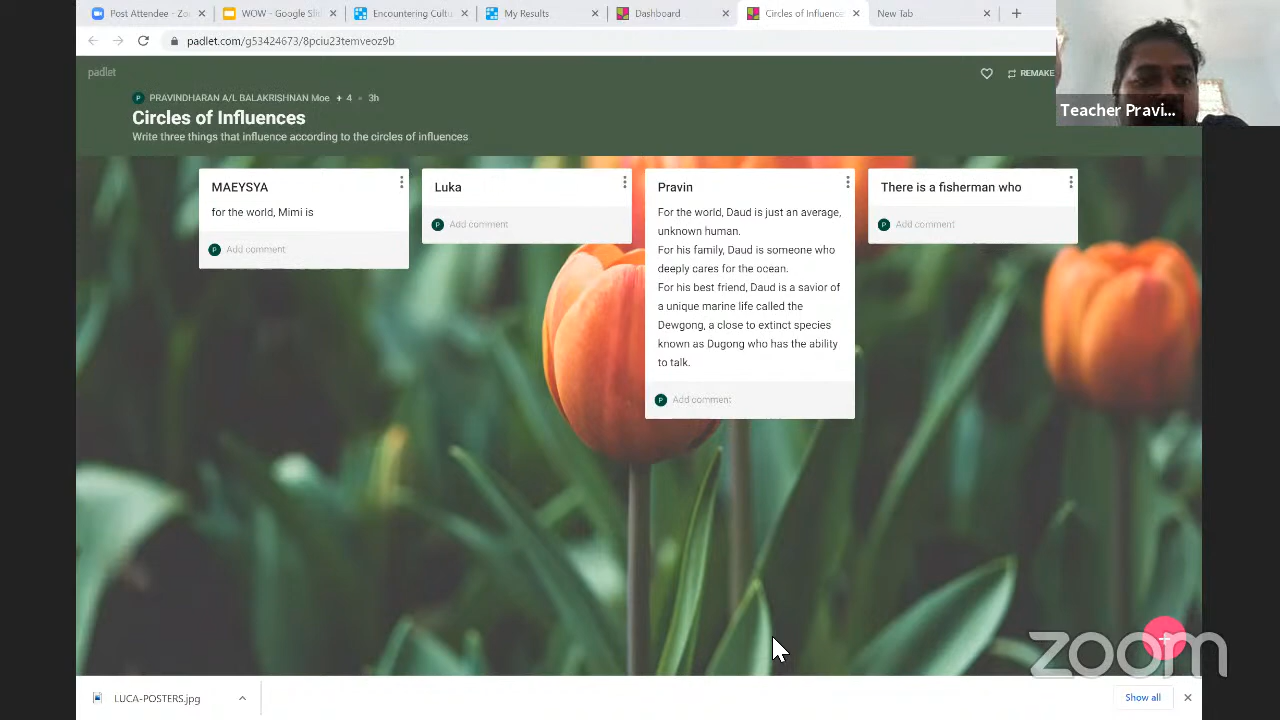 Post Attendee -
WOW - Google Sli
Encountering Cultu
Dashboard
Circles of Influence
New Tab
padlet.com/g53424673/8pciu23temveoz9b
padlet
REMAKE
P PRAVINDHARAN A/L BALAKRISHNAN Moe + 4 • 3h
Circles of Influences
Write three things that influence according to the circles of influences
Teacher Pravi...
MAEYSYA
for the world, Mimi is
P Add comment
Luka
P Add comment
Pravin
For the world, Daud is just an average,
unknown human.
For his family, Daud is someone who
deeply cares for the ocean.
For his best friend, Daud is a savior of
a unique marine life called the
Dewgong, a close to extinct species
known as Dugong who has the ability
to talk.
P Add comment
There is a fisherman who
P Add comment
zoom
LUCA-POSTERS.jpg
Show all